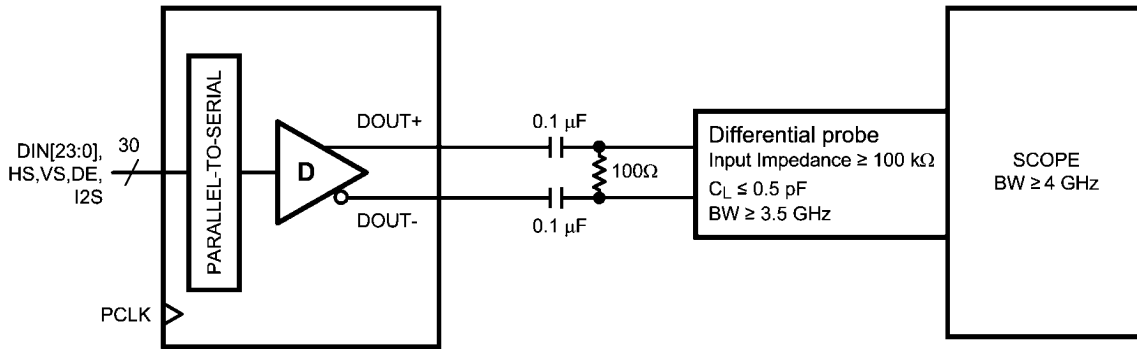 DIN[23:0],
HS,VS,DE,
I2S
30
PCLK
PARALLEL-TO-SERIAL
D
DOUT+
DOUT-
0.1 μF
100Ω
0.1 μF
Differential probe
Input Impedance ≥ 100 kΩ
CL ≤ 0.5 pF
BW ≥ 3.5 GHz
SCOPE
BW ≥ 4 GHz